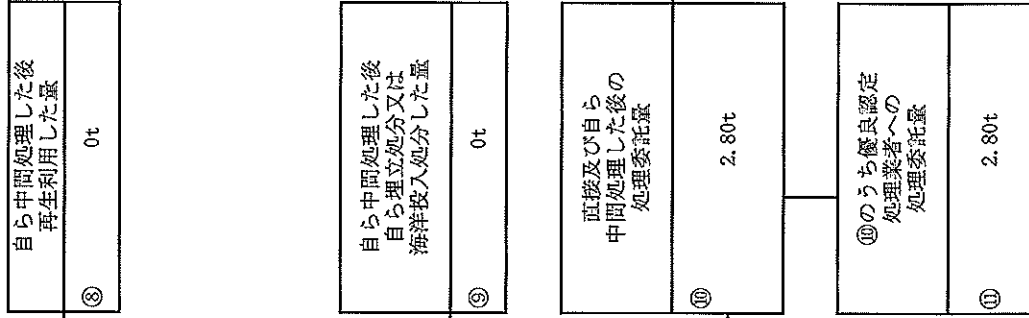 自ら中間処理した後
再生利用した量
⑧
0t
自ら中間処理した後
自ら埋立処分又は
海洋投入処分した量
⑨
0t
直接及び自ら
中間処理した後の
処理委託量
⑩
2.80t
⑩のうち優良認定
処理業者への
処理委託量
⑪
2.80t